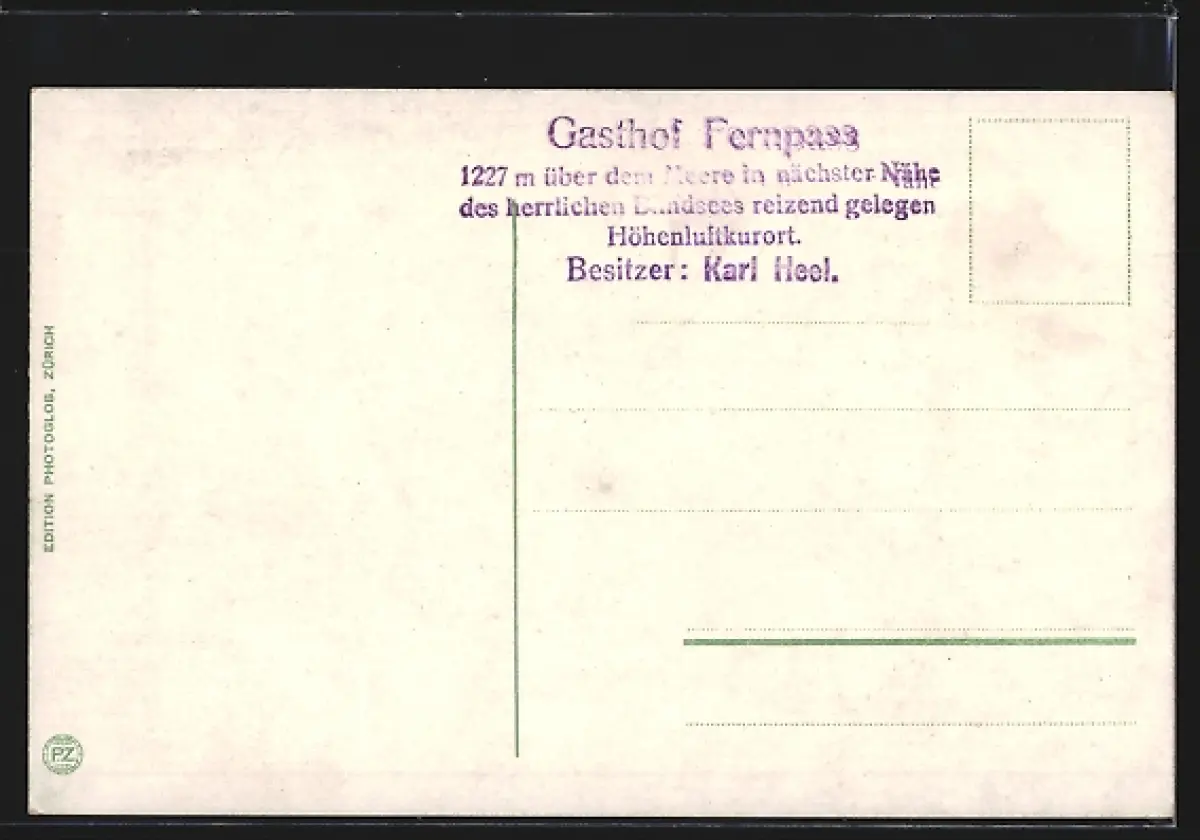 Gasthof Fernpass
1227 m über dem Meere in nächster Nähe
des herrlichen Blindsees reizend gelegen
Höhenluftkurort.
Besitzer: Karl Heel.
EDITION PHOTOGLOB, ZÜRICH
PZ